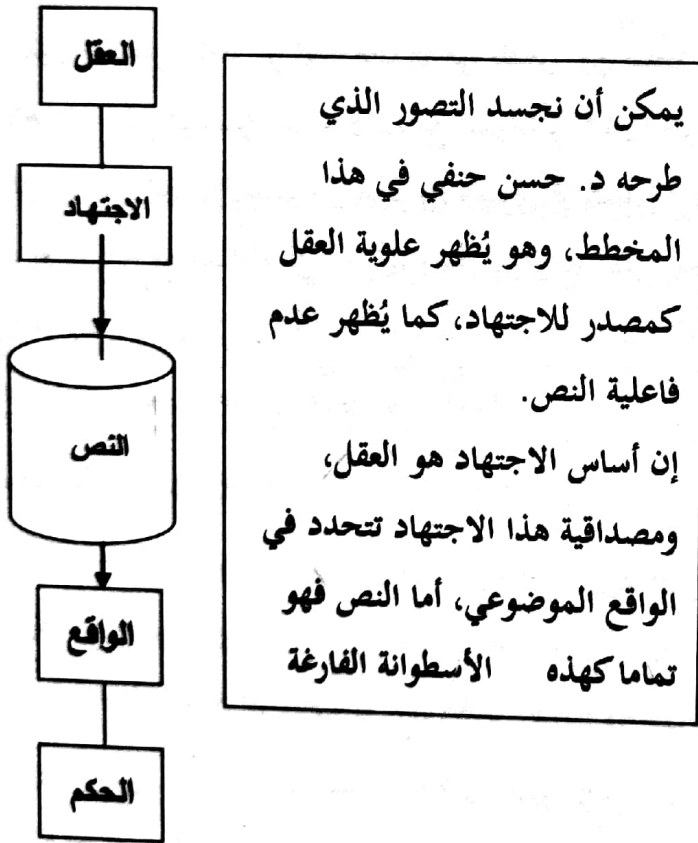 العقل
الاجتهاد
النص
الواقع
الحكم
يمكن أن نجسد التصور الذي
طرحه د. حسن حنفي في هذا
المخطط، وهو يُظهر علوية العقل
كمصدر للاجتهاد، كما يُظهر عدم
فاعلية النص.
إن أساس الاجتهاد هو العقل،
ومصداقية هذا الاجتهاد تتحدد في
الواقع الموضوعي، أما النص فهو
تماما كهذه الأسطوانة الفارغة